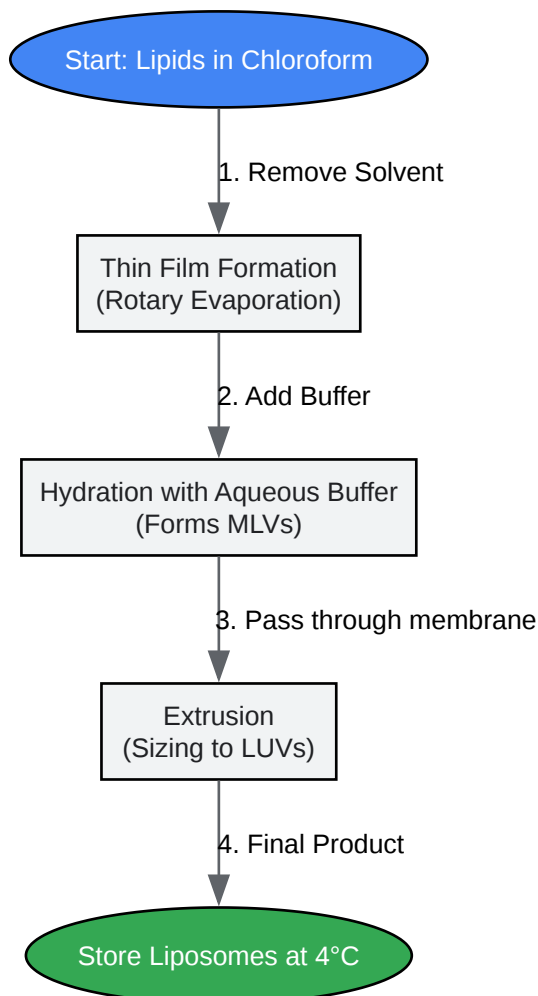 Start: Lipids in Chloroform
1. Remove Solvent
Thin Film Formation
(Rotary Evaporation)
2. Add Buffer
Hydration with Aqueous Buffer
(Forms MLVs)
3. Pass through membrane
Extrusion
(Sizing to LUVs)
4. Final Product
Store Liposomes at 4°C